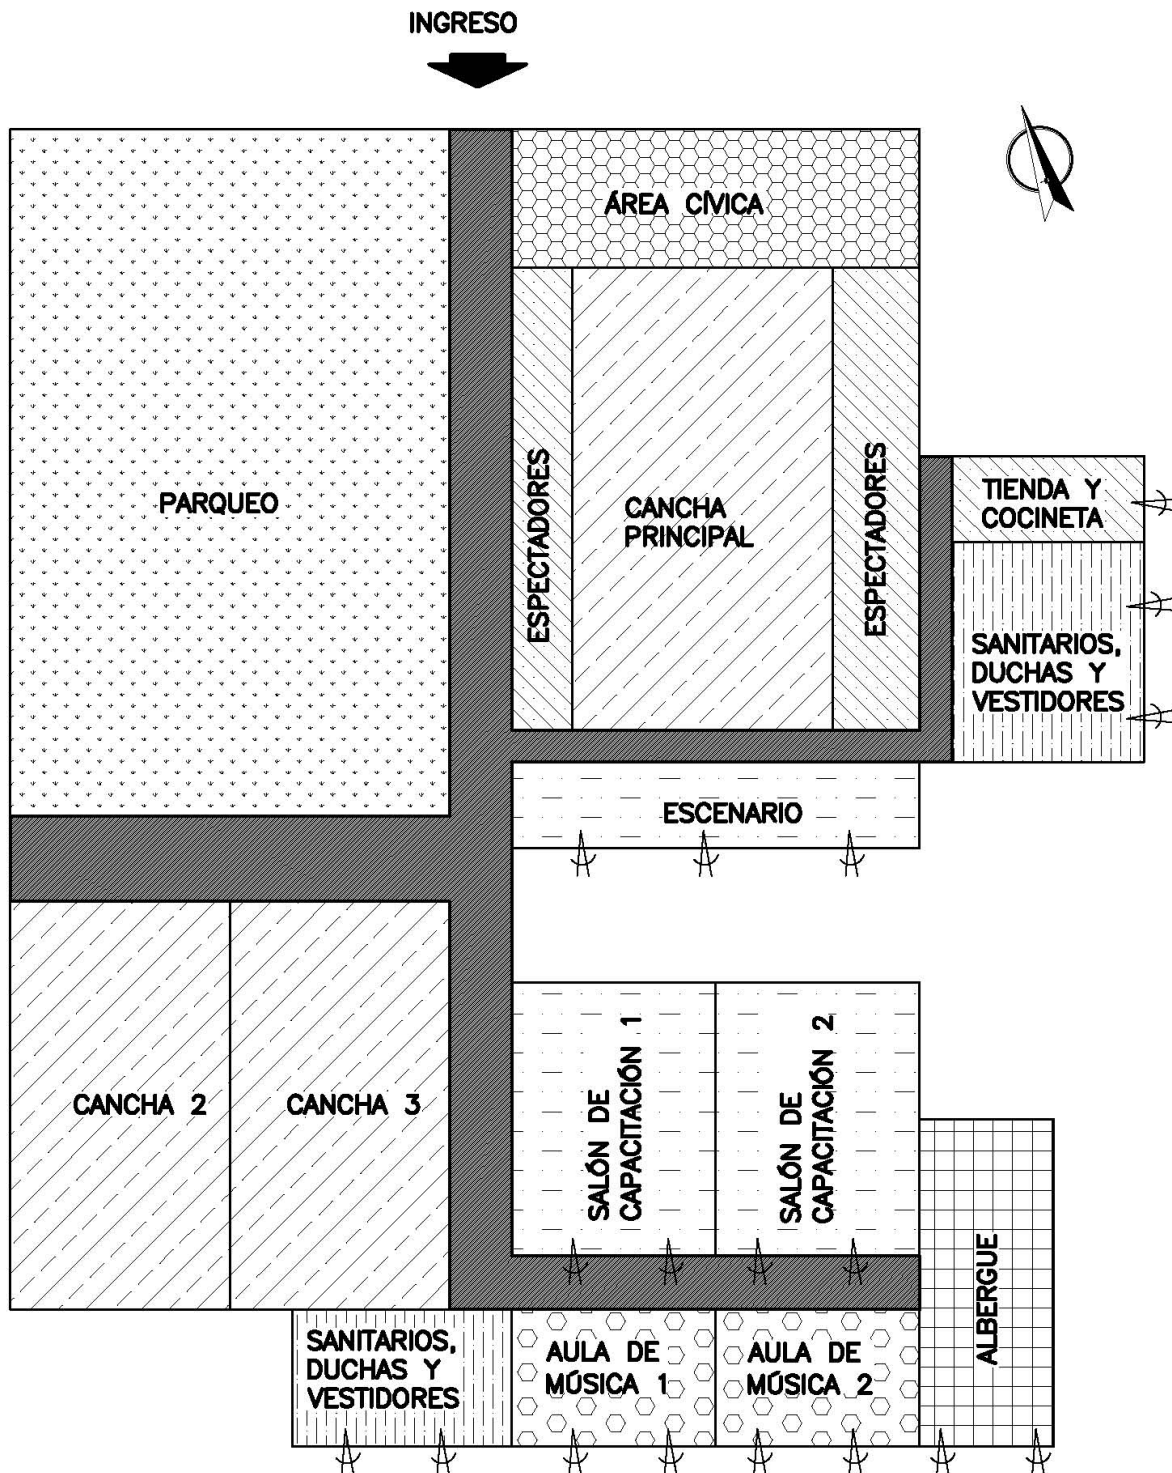 INGRESO
ÁREA CÍVICA
PARQUEO
ESPECTADORES
CANCHA
PRINCIPAL
ESPECTADORES
TIENDA Y
COCINETA
SANITARIOS,
DUCHAS Y
VESTIDORES
ESCENARIO
CANCHA 2
CANCHA 3
SALÓN DE
CAPACITACIÓN 1
SALÓN DE
CAPACITACIÓN 2
ALBERGUE
SANITARIOS,
DUCHAS Y
VESTIDORES
AULA DE
MÚSICA 1
AULA DE
MÚSICA 2